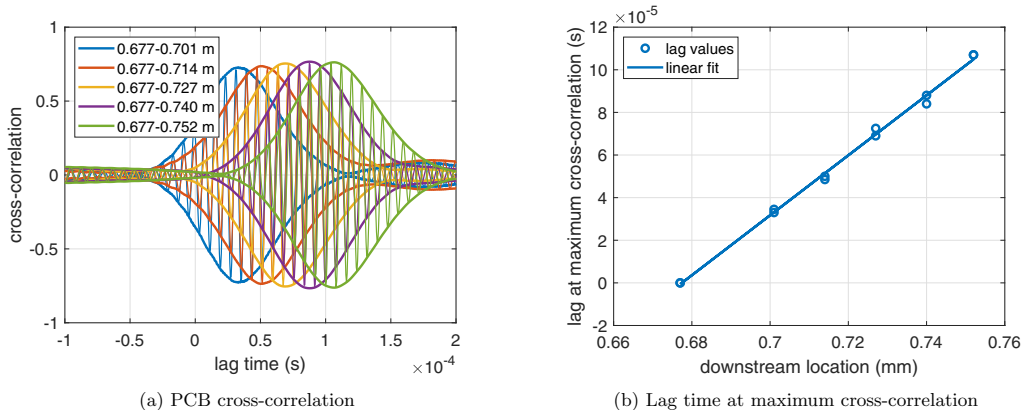 1
0.5
0
-0.5
-1
cross-correlation
0.677-0.701 m
0.677-0.714 m
0.677-0.727 m
0.677-0.740 m
0.677-0.752 m
-1 -0.5 0 0.5 1 1.5 2
lag time (s)
×10-4
(a) PCB cross-correlation
×10-5
12
10
8
6
4
2
0
-2
lag at maximum cross-correlation (s)
lag values
linear fit
0.66 0.68 0.7 0.72 0.74 0.76
downstream location (mm)
(b) Lag time at maximum cross-correlation